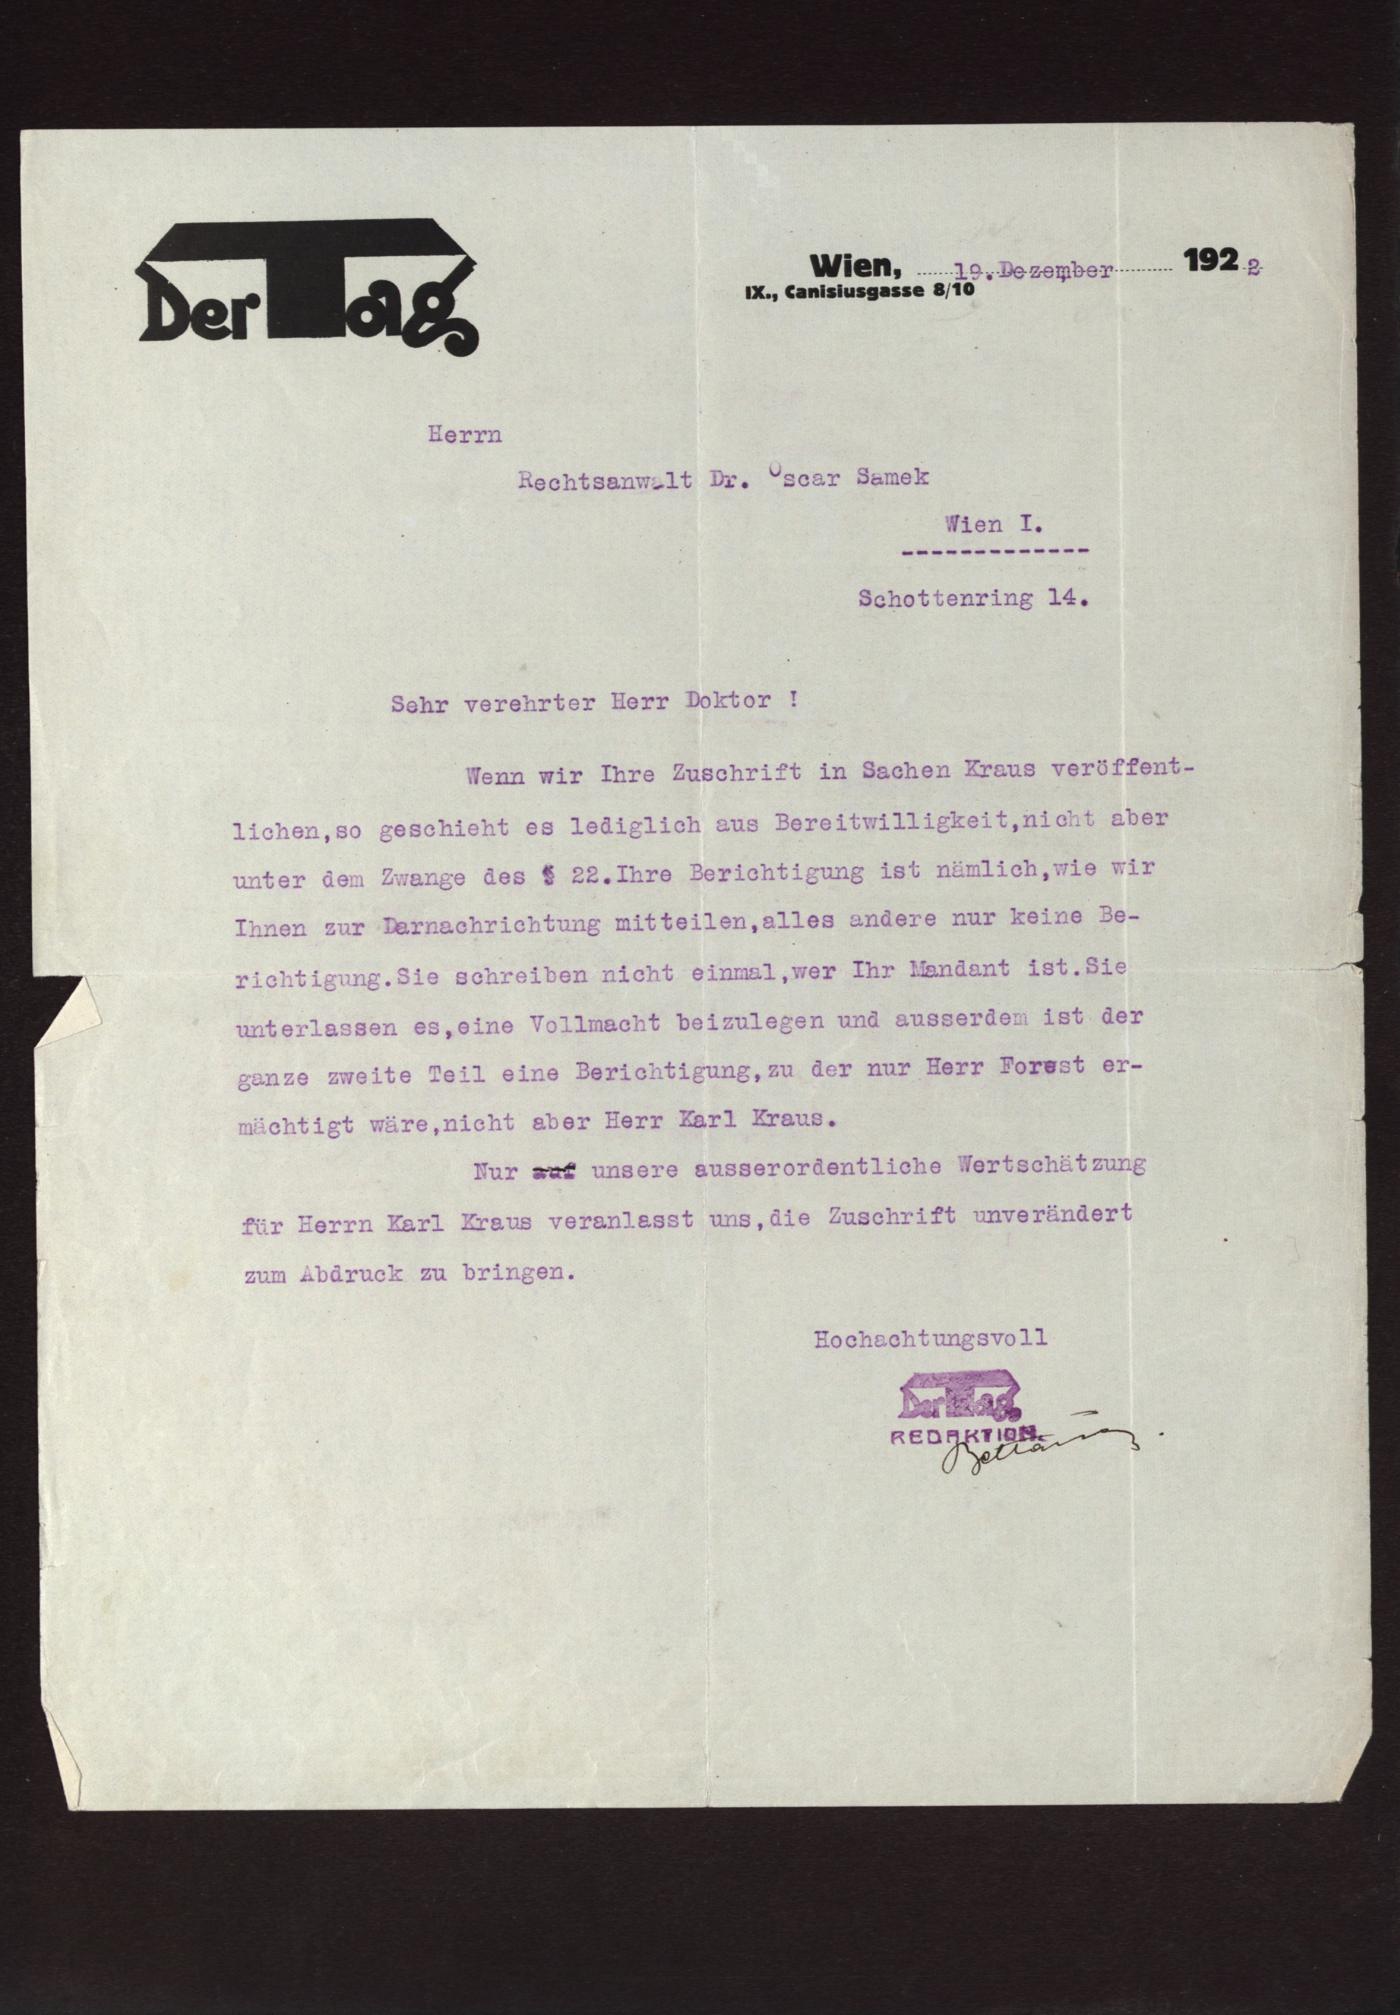 Der Tag
Wien, 19. Dezember 1922
IX., Canisiusgasse 8/10
Herrn
Rechtsanwalt Dr. Oscar Samek
Wien I.
-------------
Schottenring 14.
Sehr verehrter Herr Doktor !
Wenn wir Ihre Zuschrift in Sachen Kraus veröffent-
lichen,so geschieht es lediglich aus Bereitwilligkeit,nicht aber
unter dem Zwange des § 22.Ihre Berichtigung ist nämlich,wie wir
Ihnen zur Darnachrichtung mitteilen,alles andere nur keine Be-
richtigung.Sie schreiben nicht einmal,wer Ihr Mandant ist.Sie
unterlassen es,eine Vollmacht beizulegen und ausserdem ist der
ganze zweite Teil eine Berichtigung,zu der nur Herr Forest er-
mächtigt wäre,nicht aber Herr Karl Kraus.
Nur auf unsere ausserordentliche Wertschätzung
für Herrn Karl Kraus veranlasst uns,die Zuschrift unverändert
zum Abdruck zu bringen.
Hochachtungsvoll
Der Tag
REDAKTION.